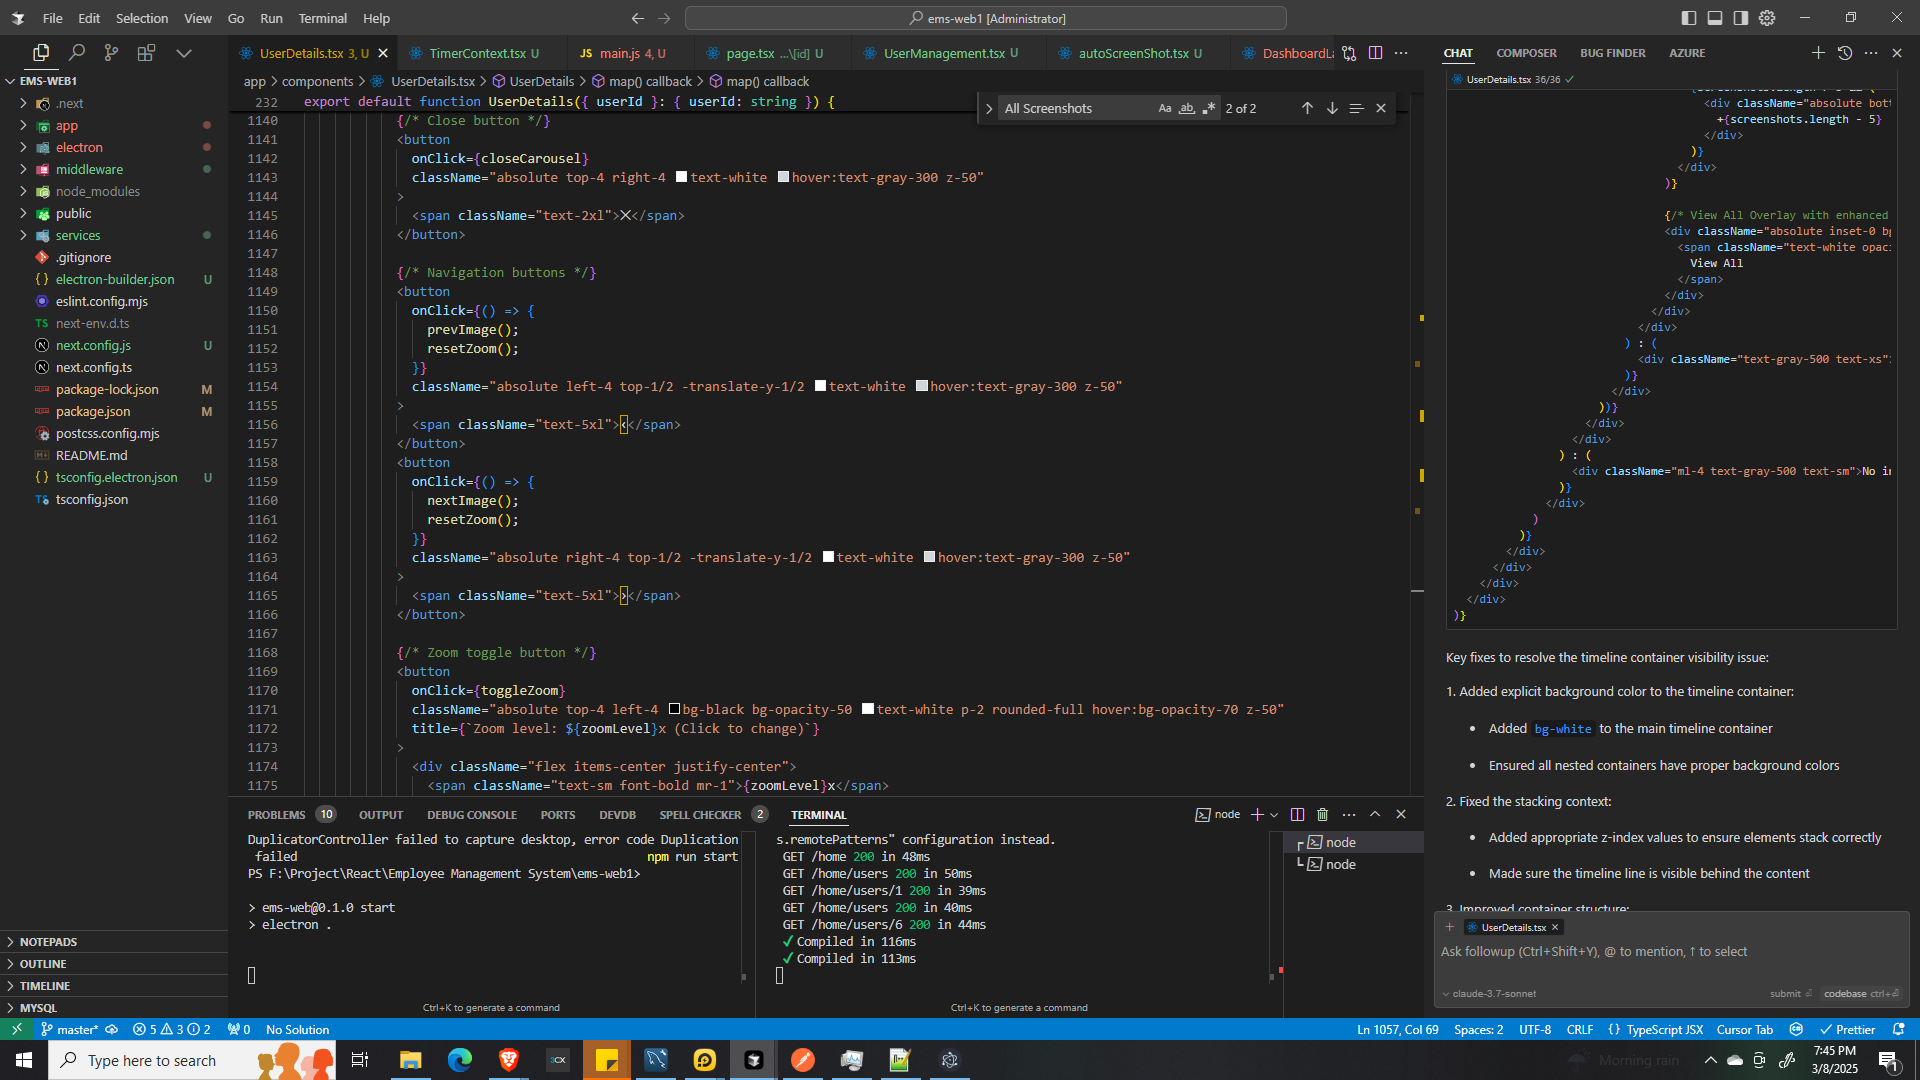 File Edit Selection View Go Run Terminal Help
ems-web1 [Administrator]
UserDetails.tsx 3, U
TimerContext.tsx U
JS main.js 4, U
page.tsx ...\[id] U
UserManagement.tsx U
autoScreenShot.tsx U
DashboardLa
EMS-WEB1
.next
app
electron
middleware
node_modules
public
services
.gitignore
electron-builder.json U
eslint.config.mjs
TS next-env.d.ts
next.config.js U
next.config.ts
package-lock.json M
package.json M
postcss.config.mjs
README.md
tsconfig.electron.json U
tsconfig.json
NOTEPADS
OUTLINE
TIMELINE
MYSQL
app > components > UserDetails.tsx > UserDetails > map() callback > map() callback
232 export default function UserDetails({ userId }: { userId: string }) {
All Screenshots
Aa ab
2 of 2
1140 {/* Close button */}
1141 <button
1142 onClick={closeCarousel}
1143 className="absolute top-4 right-4 text-white hover:text-gray-300 z-50"
1144 >
1145 <span className="text-2xl">×</span>
1146 </button>
1147
1148 {/* Navigation buttons */}
1149 <button
1150 onClick={() => {
1151 prevImage();
1152 resetZoom();
1153 }}
1154 className="absolute left-4 top-1/2 -translate-y-1/2 text-white hover:text-gray-300 z-50"
1155 >
1156 <span className="text-5xl">‹</span>
1157 </button>
1158 <button
1159 onClick={() => {
1160 nextImage();
1161 resetZoom();
1162 }}
1163 className="absolute right-4 top-1/2 -translate-y-1/2 text-white hover:text-gray-300 z-50"
1164 >
1165 <span className="text-5xl">›</span>
1166 </button>
1167
1168 {/* Zoom toggle button */}
1169 <button
1170 onClick={toggleZoom}
1171 className="absolute top-4 left-4 bg-black bg-opacity-50 text-white p-2 rounded-full hover:bg-opacity-70 z-50"
1172 title={`Zoom level: ${zoomLevel}x (Click to change)`}
1173 >
1174 <div className="flex items-center justify-center">
1175 <span className="text-sm font-bold mr-1">{zoomLevel}x</span>
PROBLEMS 10 OUTPUT DEBUG CONSOLE PORTS DEVDB SPELL CHECKER 2 TERMINAL
node
DuplicatorController failed to capture desktop, error code Duplication
failed npm run start
PS F:\Project\React\Employee Management System\ems-web1>
> ems-web@0.1.0 start
> electron .
Ctrl+K to generate a command
s.remotePatterns" configuration instead.
GET /home 200 in 48ms
GET /home/users 200 in 50ms
GET /home/users/1 200 in 39ms
GET /home/users 200 in 40ms
GET /home/users/6 200 in 44ms
✓ Compiled in 116ms
✓ Compiled in 113ms
Ctrl+K to generate a command
node
node
CHAT COMPOSER BUG FINDER AZURE
UserDetails.tsx 36/36 ✓
<div className="absolute bott
+{screenshots.length - 5}
</div>
)}
</div>
)}
{/* View All Overlay with enhanced
<div className="absolute inset-0 bg
<span className="text-white opac
View All
</span>
</div>
</div>
</div>
) : (
<div className="text-gray-500 text-xs"
)}
</div>
))}
</div>
</div>
) : (
<div className="ml-4 text-gray-500 text-sm">No in
)}
</div>
)
)}
</div>
</div>
</div>
</div>
)}
Key fixes to resolve the timeline container visibility issue:
1. Added explicit background color to the timeline container:
• Added bg-white to the main timeline container
• Ensured all nested containers have proper background colors
2. Fixed the stacking context:
• Added appropriate z-index values to ensure elements stack correctly
• Made sure the timeline line is visible behind the content
3. Improved container structure:
+ UserDetails.tsx ×
Ask followup (Ctrl+Shift+Y), @ to mention, ↑ to select
claude-3.7-sonnet
submit
codebase ctrl+
master* 5 3 2 0 No Solution
Ln 1057, Col 69 Spaces: 2 UTF-8 CRLF {} TypeScript JSX Cursor Tab Prettier
Type here to search
Morning rain
7:45 PM
3/8/2025
1